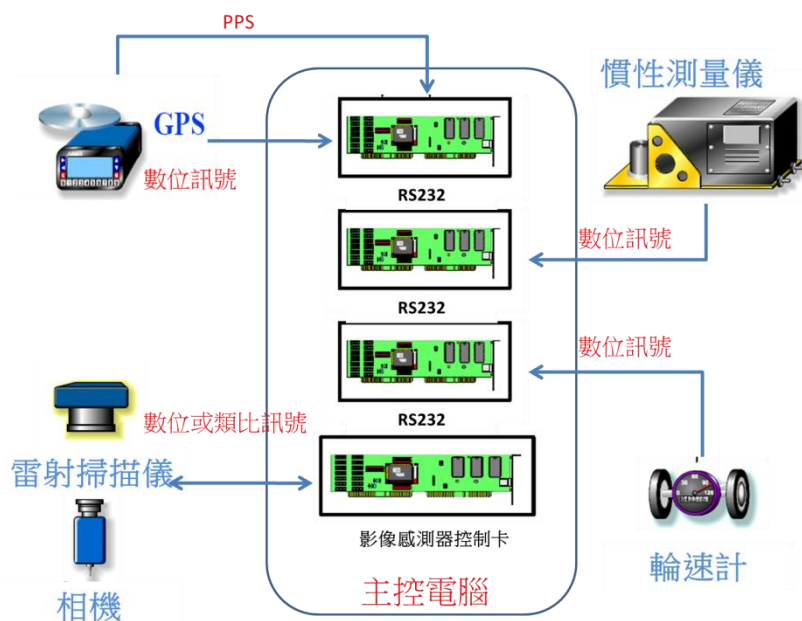 PPS
GPS
數位訊號
慣性測量儀
RS232
數位訊號
RS232
數位訊號
RS232
數位或類比訊號
雷射掃描儀
影像感測器控制卡
相機
主控電腦
輪速計